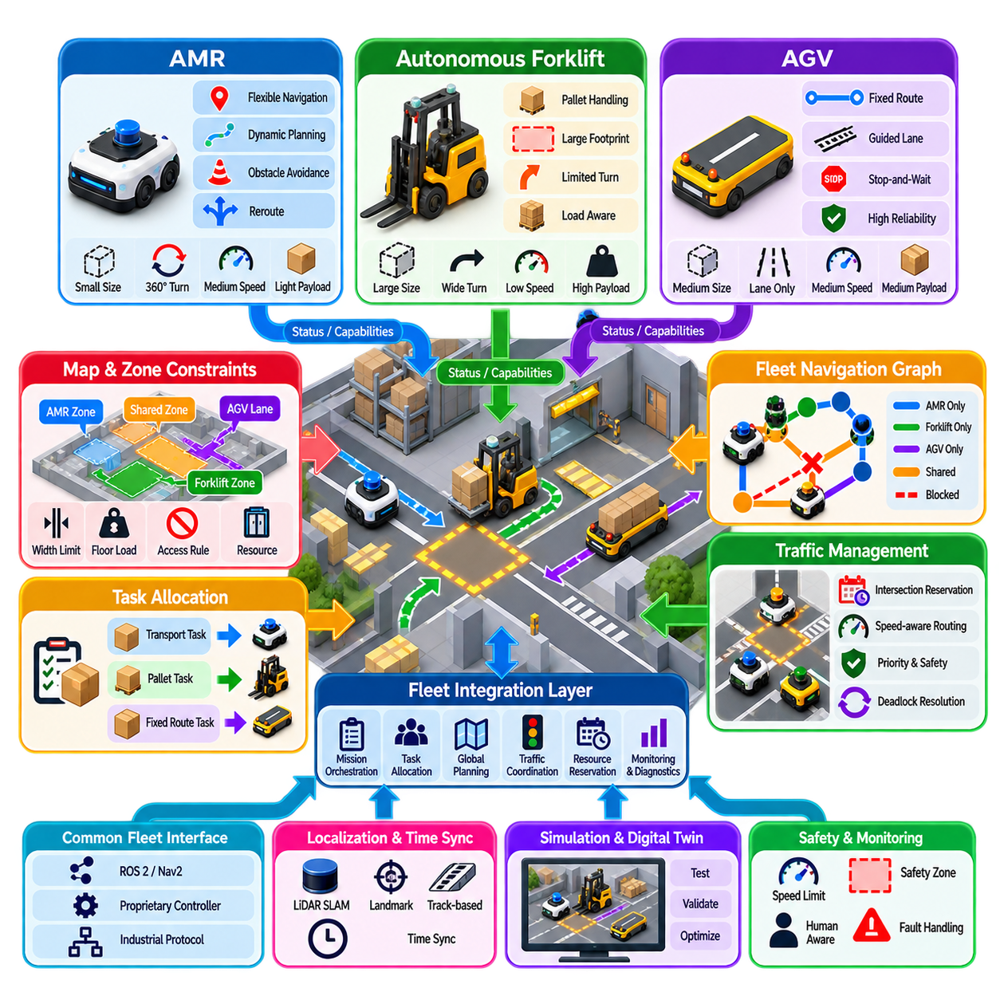 AMR
Flexible Navigation
Dynamic Planning
Obstacle Avoidance
Reroute
Small Size
360° Turn
Medium Speed
Light Payload
Autonomous Forklift
Pallet Handling
Large Footprint
Limited Turn
Load Aware
Large Size
Wide Turn
Low Speed
High Payload
AGV
Fixed Route
Guided Lane
STOP
Stop-and-Wait
High Reliability
Medium Size
Lane Only
Medium Speed
Medium Payload
Status / Capabilities
Status / Capabilities
Status / Capabilities
Map & Zone Constraints
AMR Zone
Shared Zone
AGV Lane
Forklift Zone
Width Limit
Floor Load
Access Rule
Resource
Fleet Navigation Graph
AMR Only
Forklift Only
AGV Only
Shared
Blocked
Task Allocation
Transport Task
Pallet Task
Fixed Route Task
Traffic Management
Intersection Reservation
Speed-aware Routing
Priority & Safety
Deadlock Resolution
Fleet Integration Layer
Mission
Orchestration
Task
Allocation
Global
Planning
Traffic
Coordination
Resource
Reservation
Monitoring
& Diagnostics
Common Fleet Interface
ROS 2 / Nav2
Proprietary Controller
Industrial Protocol
Localization & Time Sync
LiDAR SLAM
Landmark
Track-based
Time Sync
Simulation & Digital Twin
Test
Validate
Optimize
Safety & Monitoring
Speed Limit
Safety Zone
Human
Aware
Fault Handling